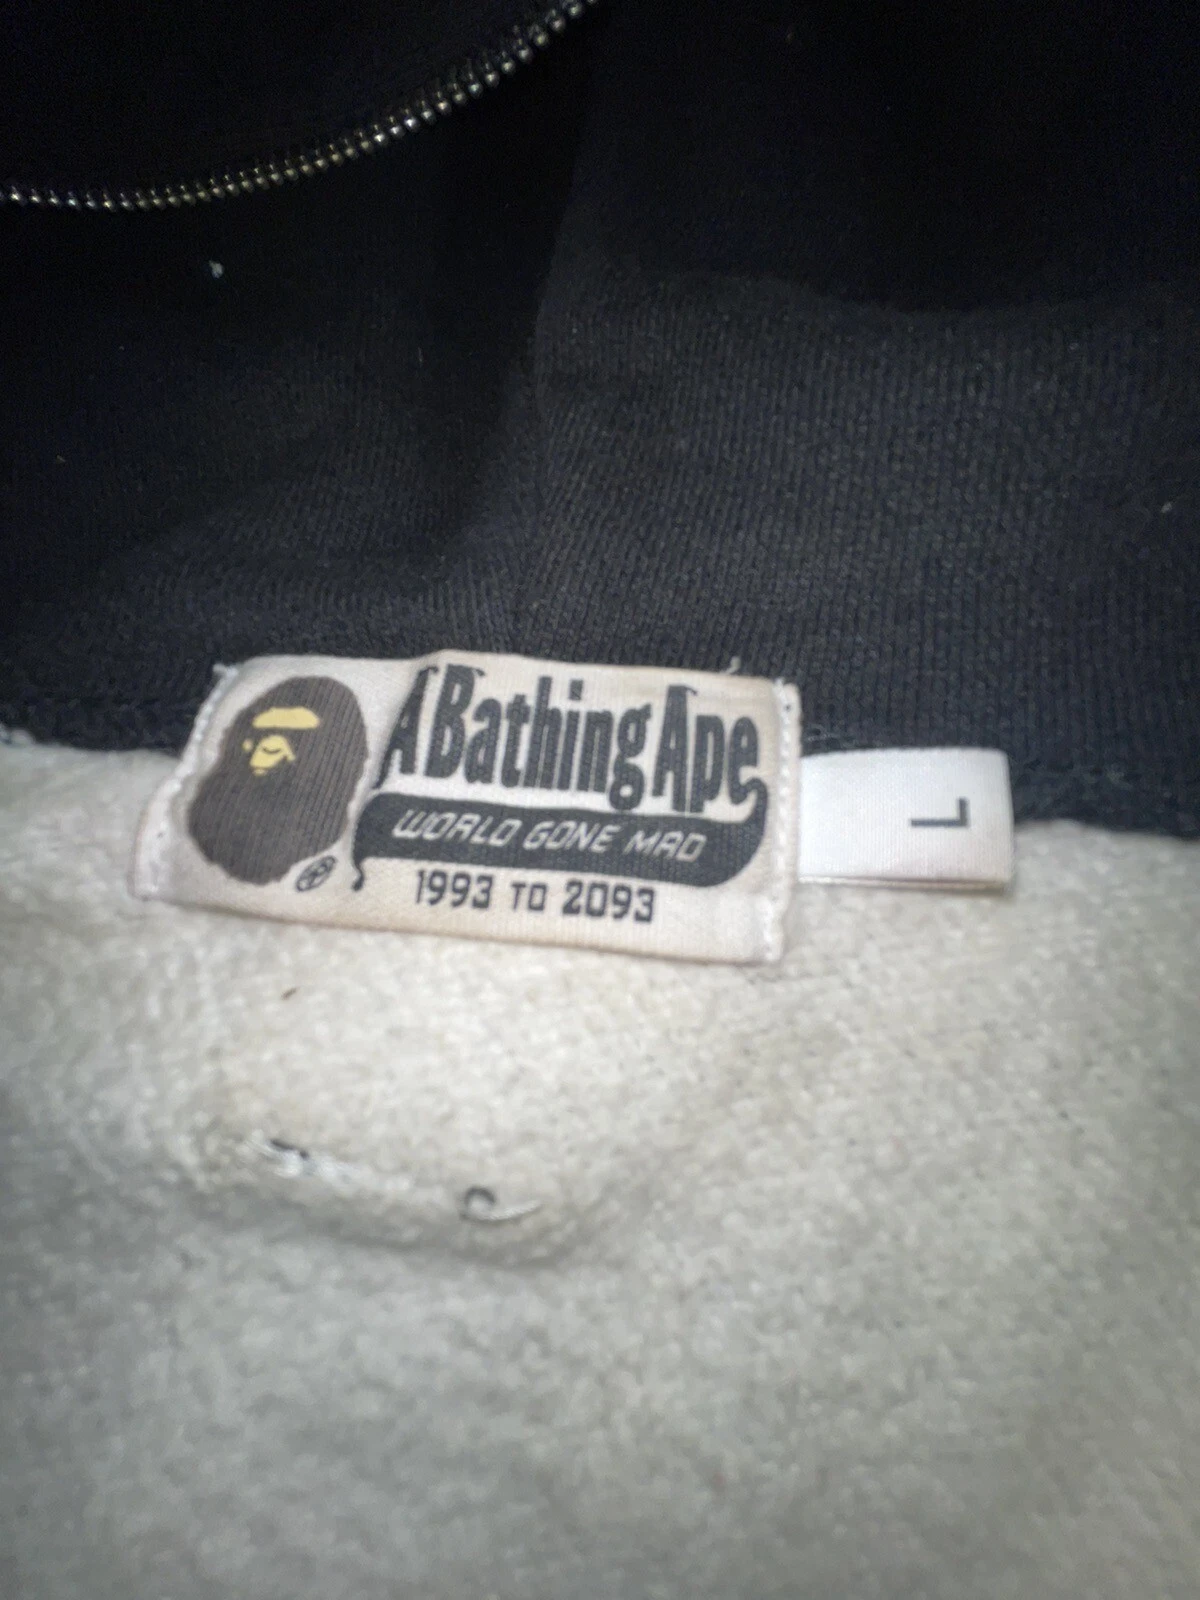 A Bathing Ape
WORLD GONE MAD
1993 TO 2093
®
L